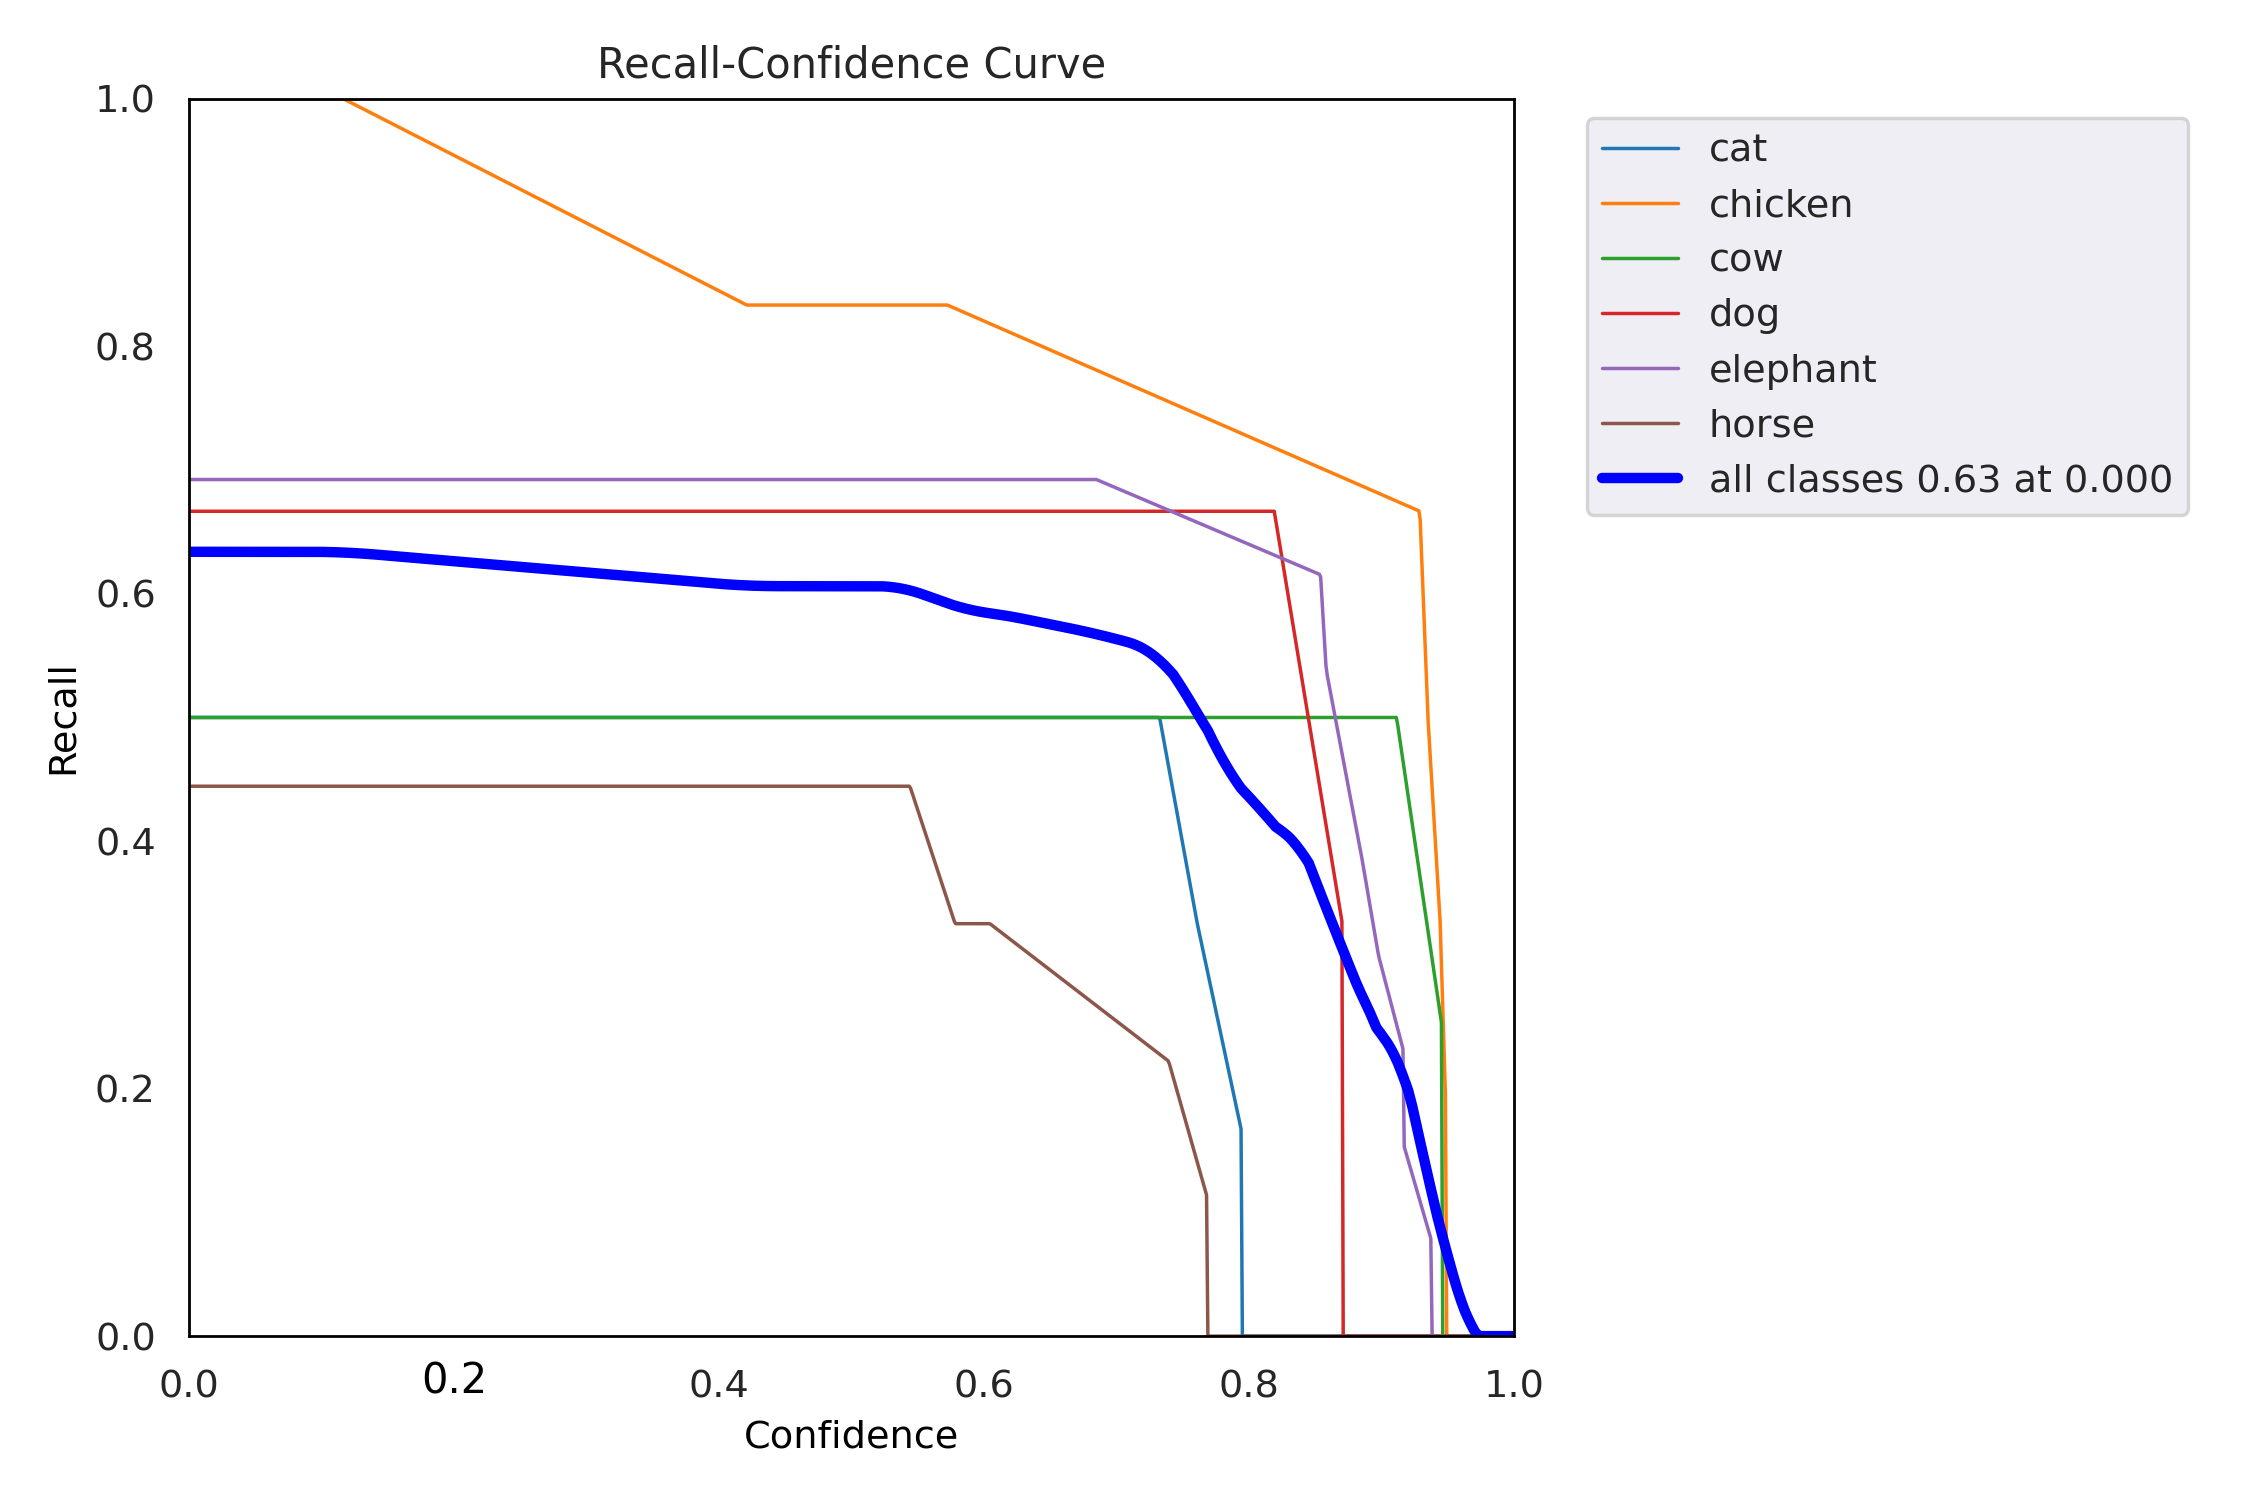 Recall-Confidence Curve
1.0
0.8
0.6
0.4
0.2
0.0
Recall
0.0 0.2 0.4 0.6 0.8 1.0
Confidence
cat
chicken
cow
dog
elephant
horse
all classes 0.63 at 0.000